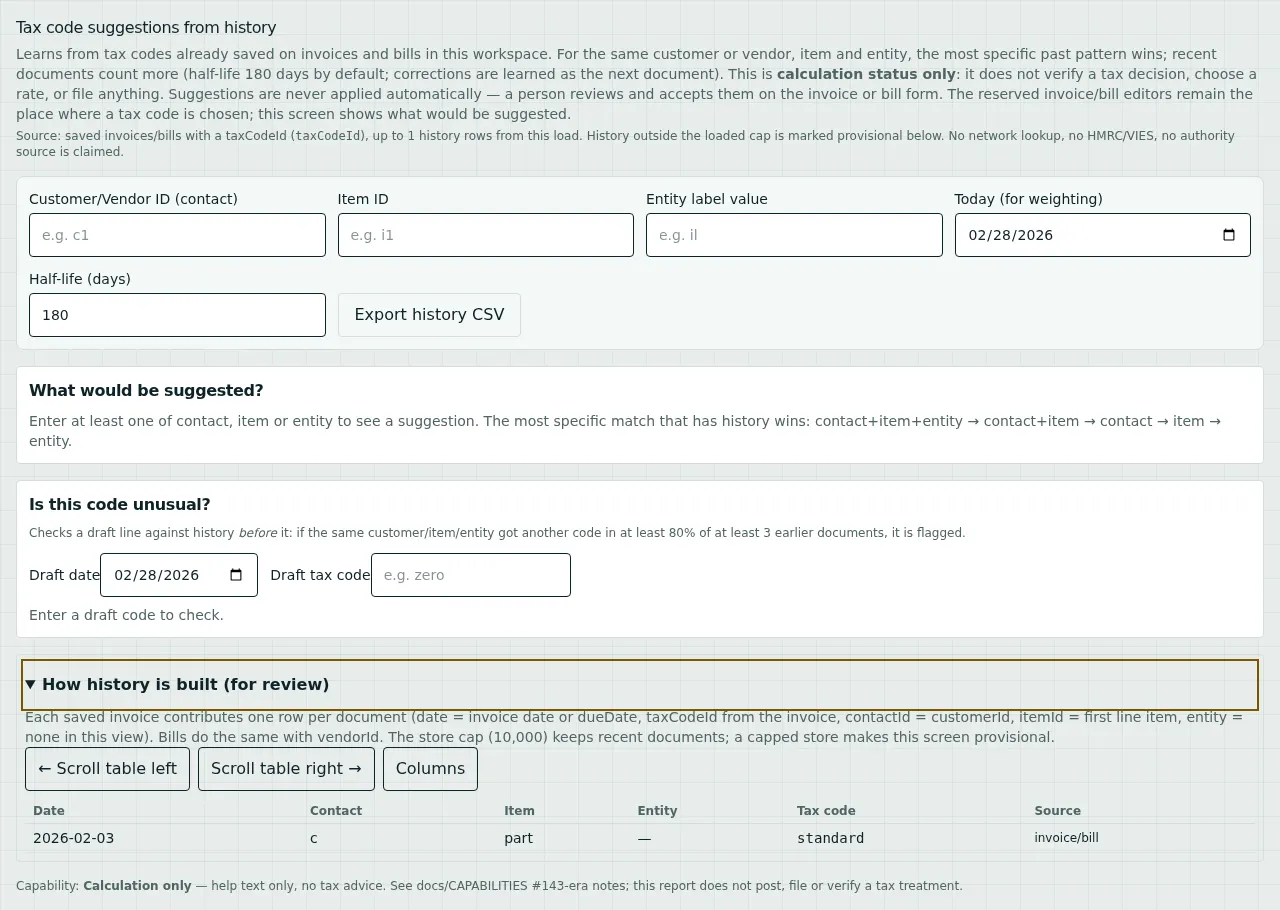 Tax code suggestions from history
Learns from tax codes already saved on invoices and bills in this workspace. For the same customer or vendor, item and entity, the most specific past pattern wins; recent
documents count more (half-life 180 days by default; corrections are learned as the next document). This is calculation status only: it does not verify a tax decision, choose a
rate, or file anything. Suggestions are never applied automatically — a person reviews and accepts them on the invoice or bill form. The reserved invoice/bill editors remain the
place where a tax code is chosen; this screen shows what would be suggested.
Source: saved invoices/bills with a taxCodeId (taxCodeId), up to 1 history rows from this load. History outside the loaded cap is marked provisional below. No network lookup, no HMRC/VIES, no authority
source is claimed.
Customer/Vendor ID (contact) Item ID Entity label value Today (for weighting)
e.g. c1 e.g. i1 e.g. il 02/28/2026
Half-life (days)
180 Export history CSV
What would be suggested?
Enter at least one of contact, item or entity to see a suggestion. The most specific match that has history wins: contact+item+entity → contact+item → contact → item →
entity.
Is this code unusual?
Checks a draft line against history before it: if the same customer/item/entity got another code in at least 80% of at least 3 earlier documents, it is flagged.
Draft date 02/28/2026 Draft tax code e.g. zero
Enter a draft code to check.
▼ How history is built (for review)
Each saved invoice contributes one row per document (date = invoice date or dueDate, taxCodeId from the invoice, contactId = customerId, itemId = first line item, entity =
none in this view). Bills do the same with vendorId. The store cap (10,000) keeps recent documents; a capped store makes this screen provisional.
← Scroll table left Scroll table right → Columns
Date Contact Item Entity Tax code Source
2026-02-03 c part — standard invoice/bill
Capability: Calculation only — help text only, no tax advice. See docs/CAPABILITIES #143-era notes; this report does not post, file or verify a tax treatment.